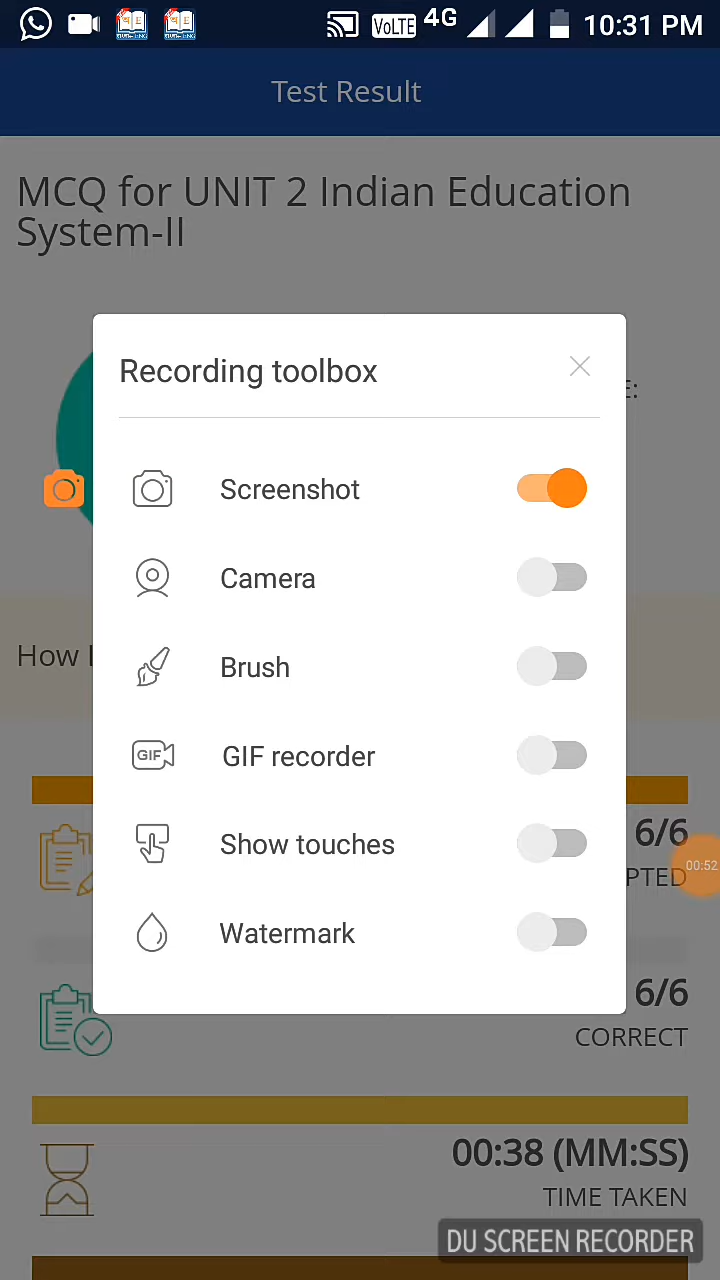 VoLTE 4G 10:31 PM
Test Result
MCQ for UNIT 2 Indian Education
System-II
Recording toolbox
E:
Screenshot
Camera
How
Brush
GIF GIF recorder
6/6
Show touches
00:52
PTED
Watermark
6/6
CORRECT
00:38 (MM:SS)
TIME TAKEN
DU SCREEN RECORDER